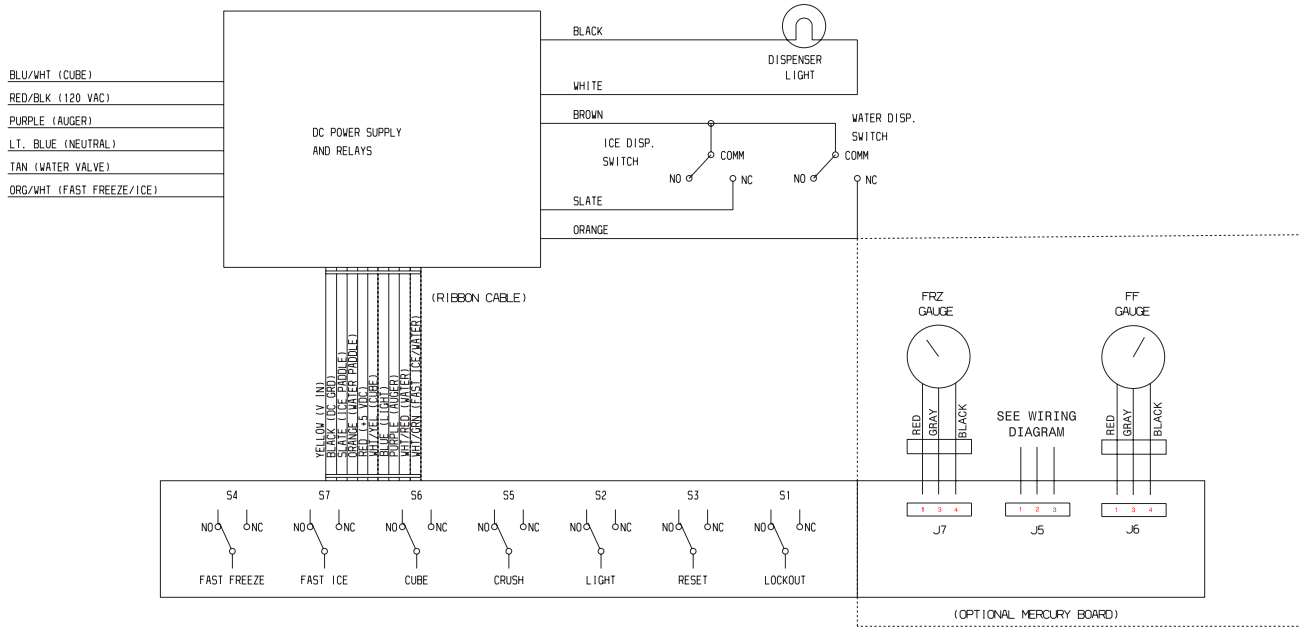 BLACK
DISPENSER
LIGHT
WHITE
BLU/WHT (CUBE)
RED/BLK (120 VAC)
PURPLE (AUGER)
LT. BLUE (NEUTRAL)
TAN (WATER VALVE)
ORG/WHT (FAST FREEZE/ICE)
DC POWER SUPPLY
AND RELAYS
BROWN
ICE DISP.
SWITCH
COMM
NO
NC
WATER DISP.
SWITCH
COMM
NO
NC
SLATE
ORANGE
(RIBBON CABLE)
YELLOW (V IN)
BLACK (DC GRD)
SLATE (ICE PADDLE)
ORANGE (WATER PADDLE)
RED (+5 VDC)
WHT/YEL (CUBE)
BLUE (LIGHT)
PURPLE (AUGER)
WHT/RED (WATER)
WHT/GRN (FAST ICE/WATER)
FRZ
GAUGE
RED
GRAY
BLACK
SEE WIRING
DIAGRAM
FF
GAUGE
RED
GRAY
BLACK
S4
NO NC
FAST FREEZE
S7
NO NC
FAST ICE
S6
NO NC
CUBE
S5
NO NC
CRUSH
S2
NO NC
LIGHT
S3
NO NC
RESET
S1
NO NC
LOCKOUT
1 3 4
J7
1 2 3
J5
1 3 4
J6
(OPTIONAL MERCURY BOARD)